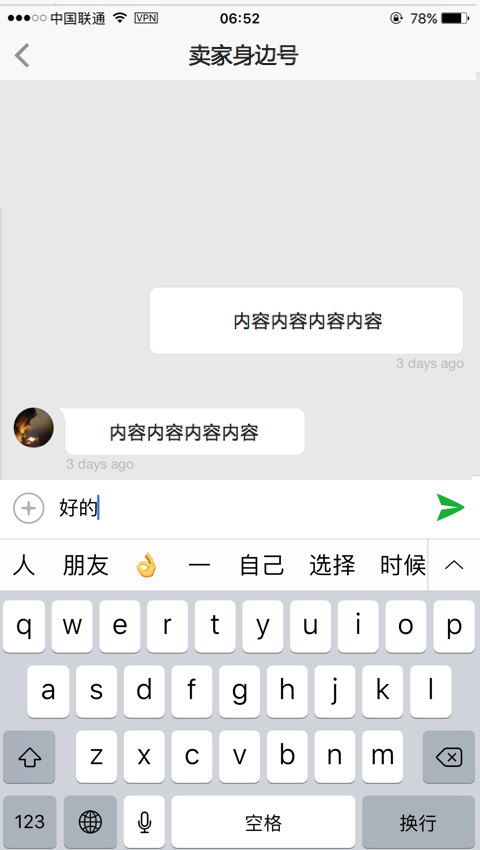 中国联通 VPN 06:52 78%
卖家身边号
内容内容内容内容
3 days ago
内容内容内容内容
3 days ago
好的
人 朋友 👌 一 自己 选择 时候
q w e r t y u i o p
a s d f g h j k l
z x c v b n m
123 空格 换行